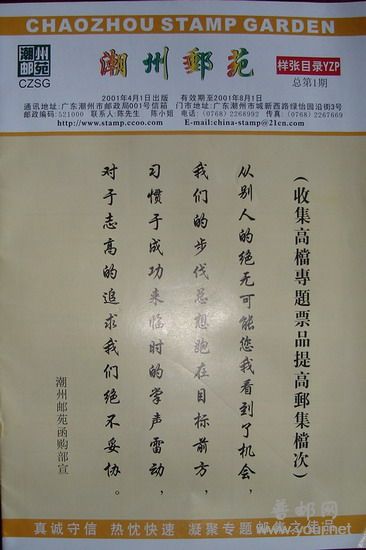 CHAOZHOU STAMP GARDEN
潮州
邮苑
CZSG
潮州郵苑
样张目录YZP
总第1期
2001年4月1日出版 有效期至2001年8月1日
通讯地址:广东潮州市邮政局001号信箱 门市地址:广东潮州市城新西路绿怡园沿街3号
邮政编码:521000 联系人:陈先生 陈小姐 电话:(0768) 2268992 传真:(0768) 2267669
http://www.stamp.ccoo.com E-mail:china-stamp@21cn.com
(收集高檔專題票品提高郵集檔次)
从别人的绝无可能您我看到了机会,
我们的步伐总想跑在目标前方,
习惯于成功来临时的掌声雷动,
对于志高的追求我们绝不妥协。
潮州邮苑函购部宣
真诚守信 热忱快速 凝聚专题邮集之佳品
普邮网